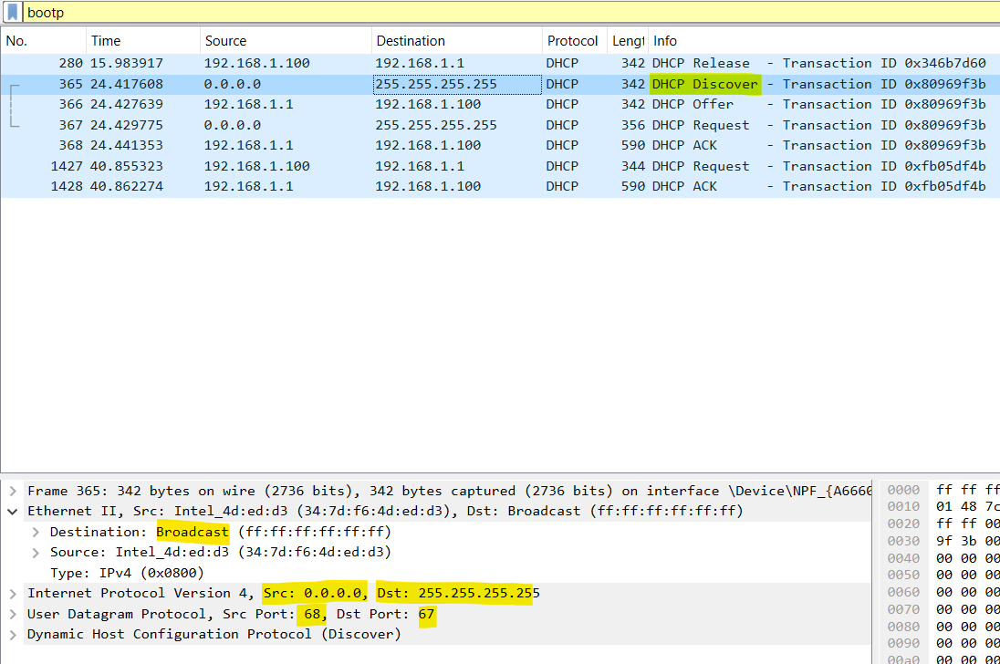 bootp
No. Time Source Destination Protocol Lengt Info
280 15.983917 192.168.1.100 192.168.1.1 DHCP 342 DHCP Release - Transaction ID 0x346b7d60
365 24.417608 0.0.0.0 255.255.255.255 DHCP 342 DHCP Discover - Transaction ID 0x80969f3b
366 24.427639 192.168.1.1 192.168.1.100 DHCP 342 DHCP Offer - Transaction ID 0x80969f3b
367 24.429775 0.0.0.0 255.255.255.255 DHCP 356 DHCP Request - Transaction ID 0x80969f3b
368 24.441353 192.168.1.1 192.168.1.100 DHCP 590 DHCP ACK - Transaction ID 0x80969f3b
1427 40.855323 192.168.1.100 192.168.1.1 DHCP 344 DHCP Request - Transaction ID 0xfb05df4b
1428 40.862274 192.168.1.1 192.168.1.100 DHCP 590 DHCP ACK - Transaction ID 0xfb05df4b
Frame 365: 342 bytes on wire (2736 bits), 342 bytes captured (2736 bits) on interface \Device\NPF_{A6660
Ethernet II, Src: Intel_4d:ed:d3 (34:7d:f6:4d:ed:d3), Dst: Broadcast (ff:ff:ff:ff:ff:ff)
Destination: Broadcast (ff:ff:ff:ff:ff:ff)
Source: Intel_4d:ed:d3 (34:7d:f6:4d:ed:d3)
Type: IPv4 (0x0800)
Internet Protocol Version 4, Src: 0.0.0.0, Dst: 255.255.255.255
User Datagram Protocol, Src Port: 68, Dst Port: 67
Dynamic Host Configuration Protocol (Discover)
0000 ff ff ff
0010 01 48 7c
0020 ff ff 00
0030 9f 3b 00
0040 00 00 00
0050 00 00 00
0060 00 00 00
0070 00 00 00
0080 00 00 00
0090 00 00 00
00a0 00 00 00